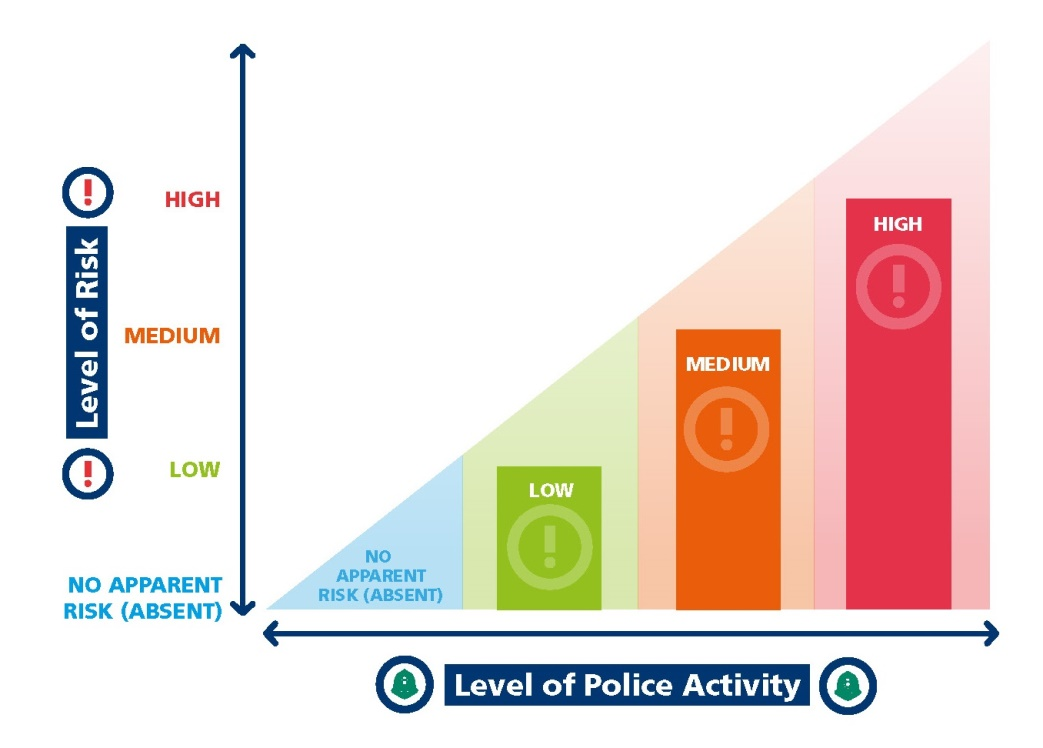 HIGH
Level of Risk
MEDIUM
LOW
NO APPARENT
RISK (ABSENT)
NO
APPARENT
RISK (ABSENT)
LOW
MEDIUM
HIGH
Level of Police Activity